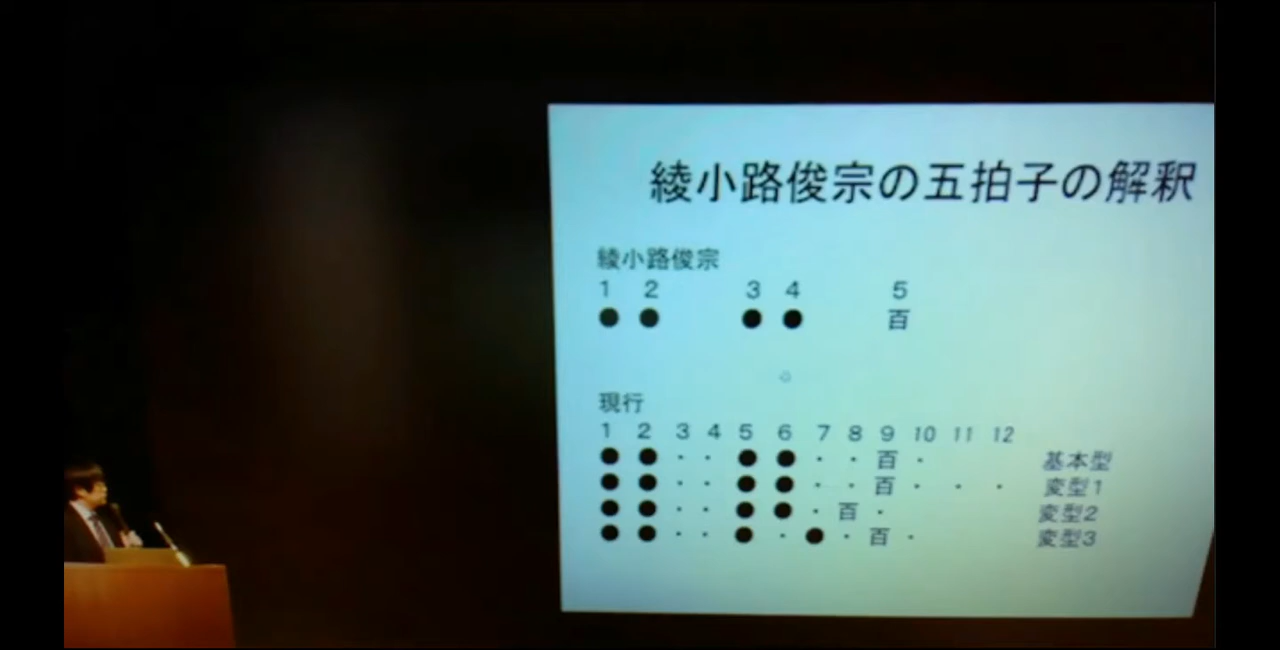 綾小路俊宗の五拍子の解釈
綾小路俊宗
1 2 3 4 5
● ● ● ● 百
現行
1 2 3 4 5 6 7 8 9 10 11 12
● ● ・ ・ ● ● ・ ・ 百 ・ 基本型
● ● ・ ・ ● ● ・ ・ 百 ・ ・ ・ 変型1
● ● ・ ・ ● ● ・ 百 ・ 変型2
● ● ・ ・ ● ・ ● ・ 百 ・ 変型3